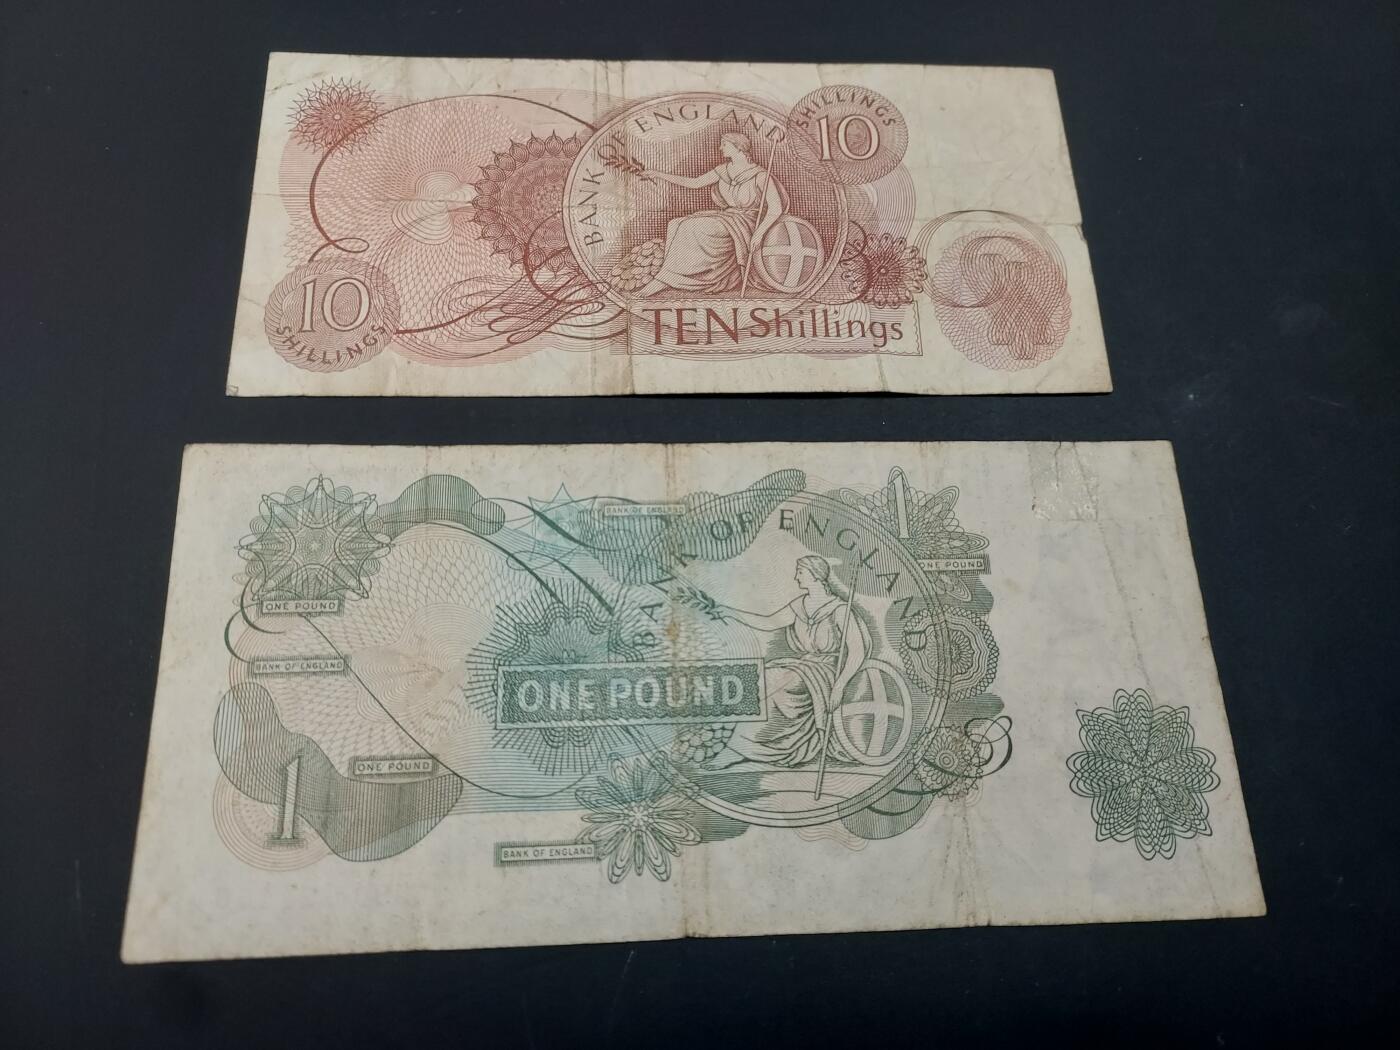 BANK OF ENGLAND
SHILLINGS
10
10
SHILLINGS
TEN Shillings
BANK OF ENGLAND
BANK OF ENGLAND
1
ONE POUND
ONE POUND
BANK OF ENGLAND
ONE POUND
ONE POUND
1
BANK OF ENGLAND